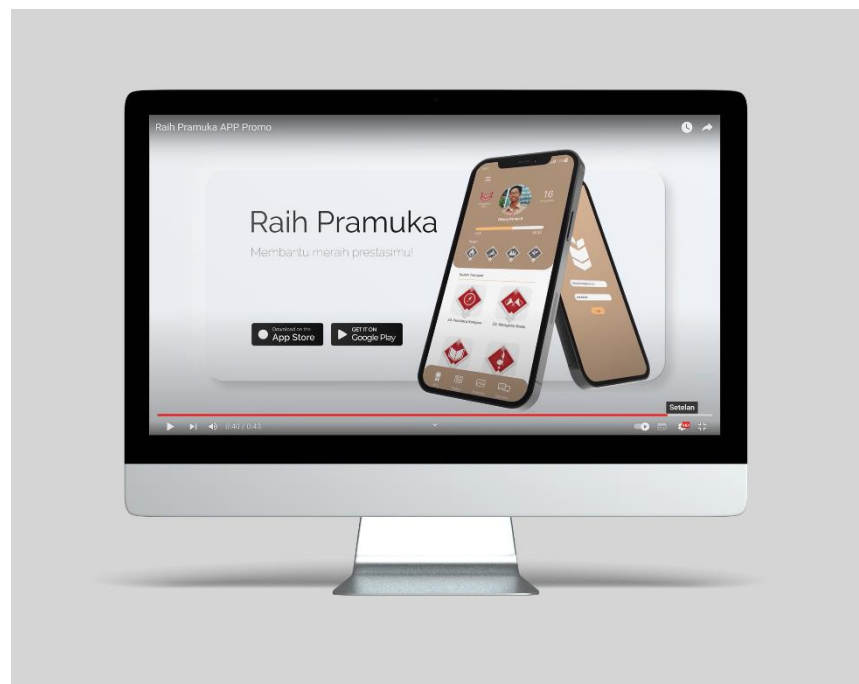 Raih Pramuka APP Promo
Raih Pramuka
Membantu meraih prestasimu!
16
Download on the
App Store
GET IT ON
Google Play
Setelan
0:40 / 0:43